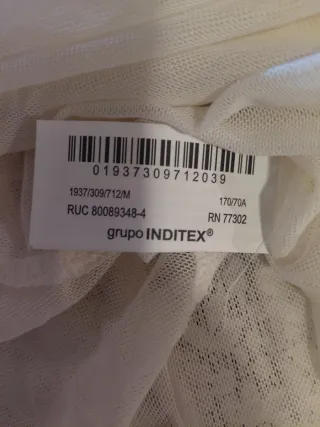 01937309712039
1937/309/712/M 170/70A
RUC 80089348-4 RN 77302
grupo INDITEX®